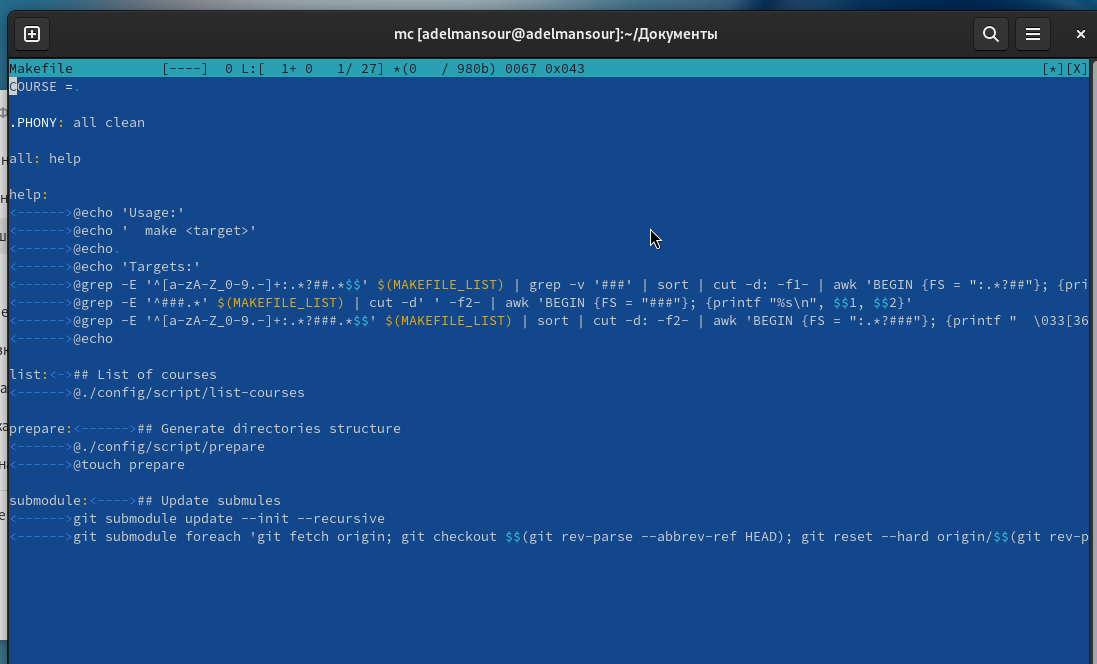 mc [adelmansour@adelmansour]:~/Документы
Makefile [----] 0 L:[ 1+ 0 1/ 27] *(0 / 980b) 0067 0x043 [*][X]
COURSE =.
.PHONY: all clean
all: help
help:
<------>@echo 'Usage:'
<------>@echo '  make <target>'
<------>@echo.
<------>@echo 'Targets:'
<------>@grep -E '^[a-zA-Z_0-9.-]+:.*?##.*$$' $(MAKEFILE_LIST) | grep -v '###' | sort | cut -d: -f1- | awk 'BEGIN {FS = ":.*?##"}; {pri
<------>@grep -E '^###.*' $(MAKEFILE_LIST) | cut -d' ' -f2- | awk 'BEGIN {FS = "###"}; {printf "%s\n", $$1, $$2}'
<------>@grep -E '^[a-zA-Z_0-9.-]+:.*?###.*$$' $(MAKEFILE_LIST) | sort | cut -d: -f2- | awk 'BEGIN {FS = ":.*?###"}; {printf "  \033[36
<------>@echo
list:<->## List of courses
<------>@./config/script/list-courses
prepare:<------>## Generate directories structure
<------>@./config/script/prepare
<------>@touch prepare
submodule:<---->## Update submules
<------>git submodule update --init --recursive
<------>git submodule foreach 'git fetch origin; git checkout $$(git rev-parse --abbrev-ref HEAD); git reset --hard origin/$$(git rev-p